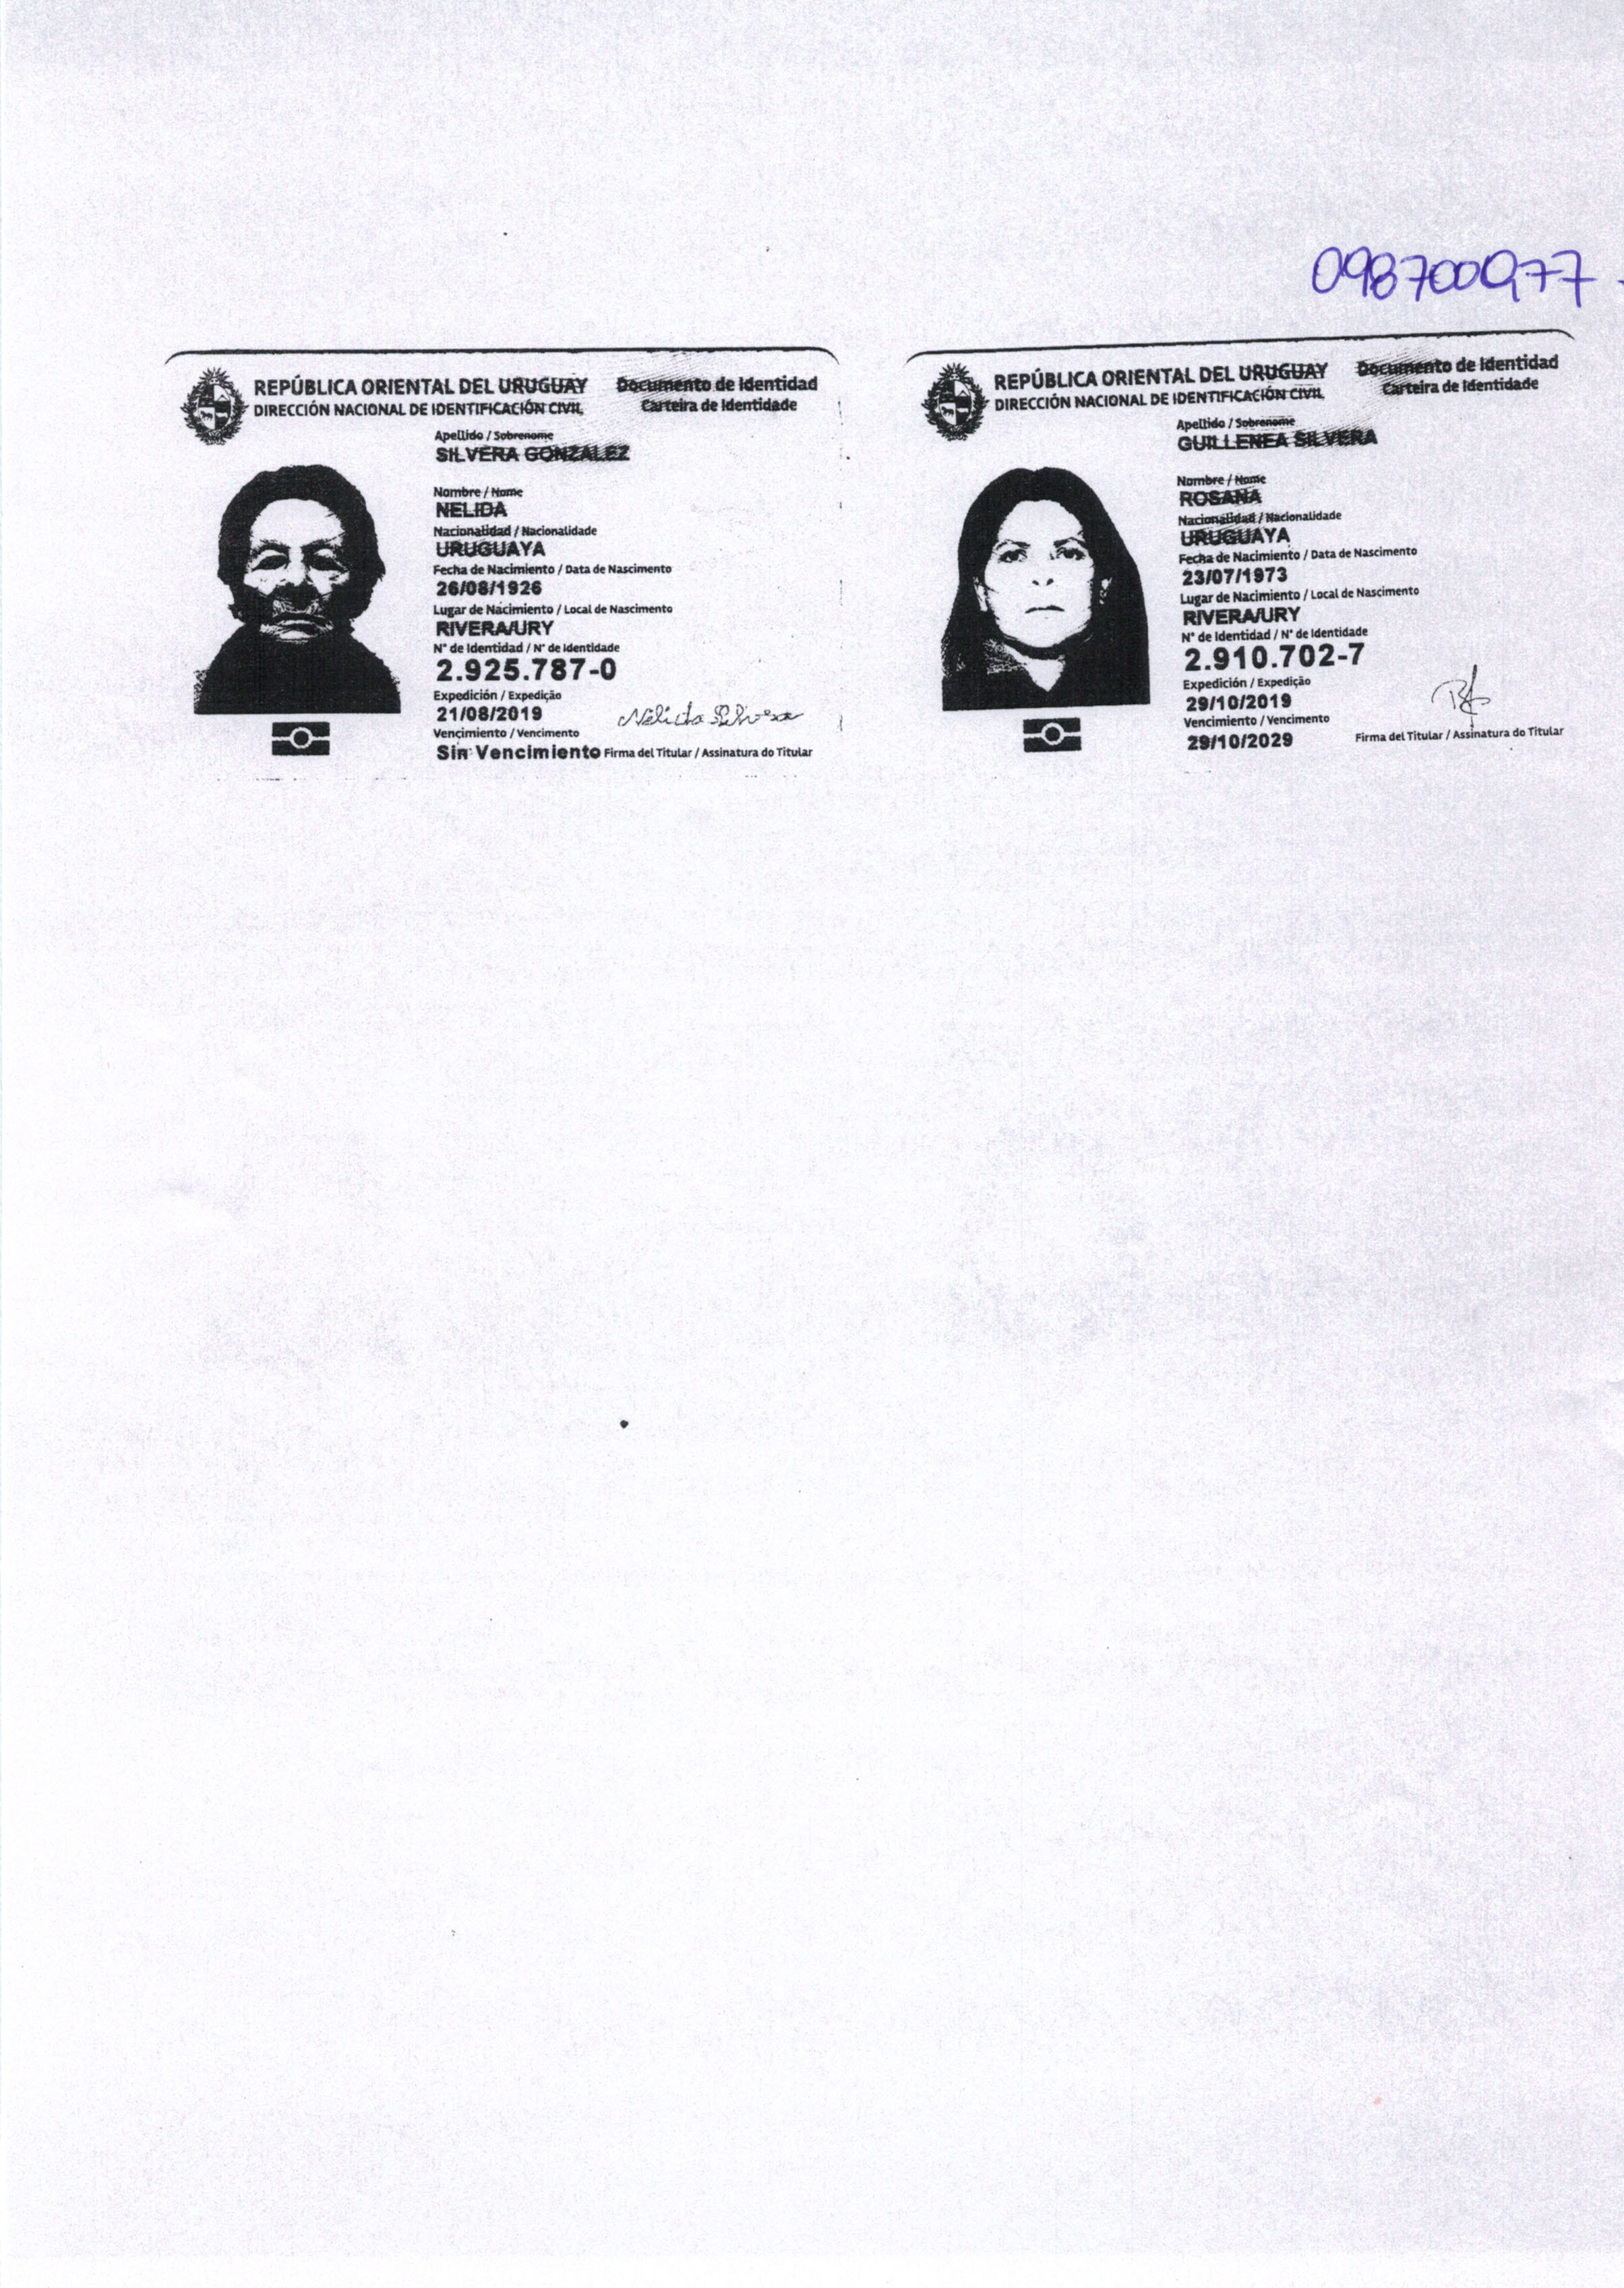 098700977
REPÚBLICA ORIENTAL DEL URUGUAY
DIRECCIÓN NACIONAL DE IDENTIFICACIÓN CIVIL
Documento de Identidad
Carteira de Identidade
Apellido / Sobrenome
SILVERA GONZALEZ
Nombre / Nome
NELIDA
Nacionalidad / Nacionalidade
URUGUAYA
Fecha de Nacimiento / Data de Nascimento
26/08/1926
Lugar de Nacimiento / Local de Nascimento
RIVERA/URY
N° de Identidad / N° de Identidade
2.925.787-0
Expedición / Expedição
21/08/2019
Vencimiento / Vencimento
Sin Vencimiento
Nelida Silvera
Firma del Titular / Assinatura do Titular
REPÚBLICA ORIENTAL DEL URUGUAY
DIRECCIÓN NACIONAL DE IDENTIFICACIÓN CIVIL
Documento de Identidad
Carteira de Identidade
Apellido / Sobrenome
GUILLENEA SILVERA
Nombre / Nome
ROSANA
Nacionalidad / Nacionalidade
URUGUAYA
Fecha de Nacimiento / Data de Nascimento
23/07/1973
Lugar de Nacimiento / Local de Nascimento
RIVERA/URY
N° de Identidad / N° de Identidade
2.910.702-7
Expedición / Expedição
29/10/2019
Vencimiento / Vencimento
29/10/2029
Firma del Titular / Assinatura do Titular